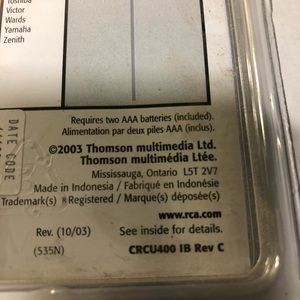 Toshiba
Victor
Wards
Yamaha
Zenith
DATE CODE
Requires two AAA batteries (included).
Alimentation par deux piles AAA (inclus).
©2003 Thomson multimedia Ltd.
Thomson multimédia Ltée.
Mississauga, Ontario L5T 2V7
Made in Indonesia / Fabriqué en Indonésie
Trademark(s) ® Registered / Marque(s) déposée(s)
www.rca.com
Rev. (10/03) See inside for details.
(535N) CRCU400 IB Rev C